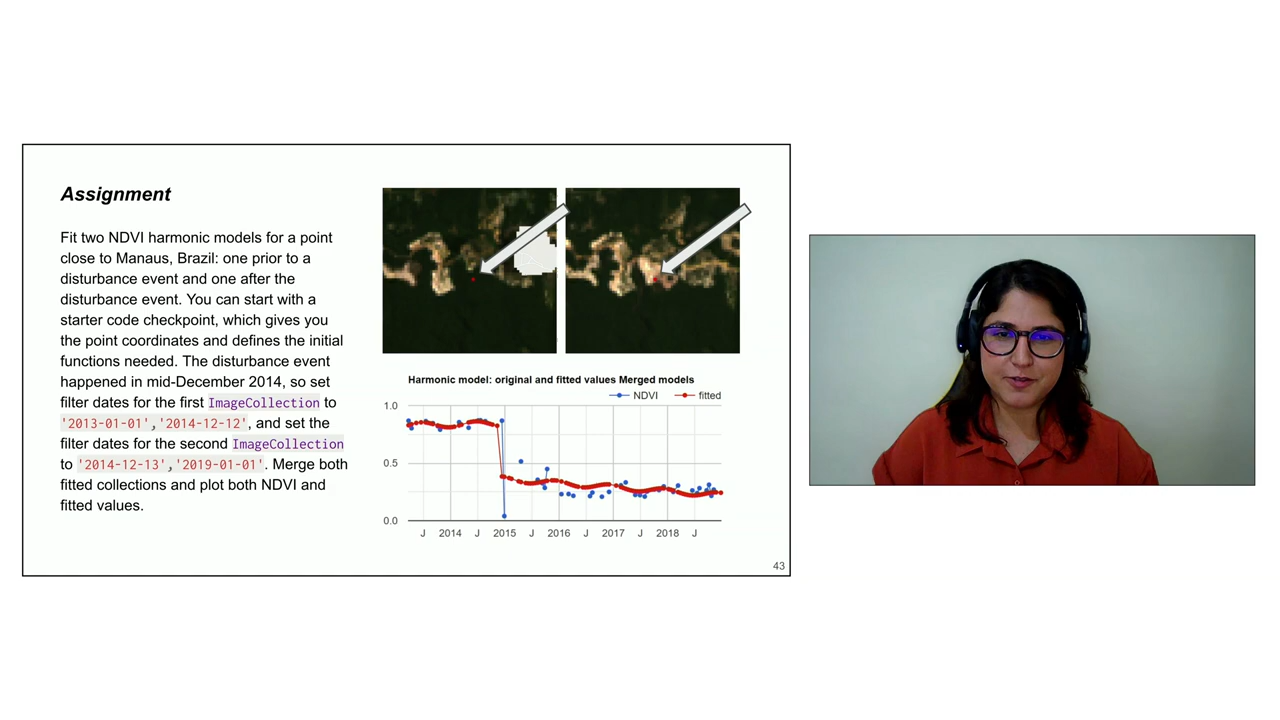 Assignment
Fit two NDVI harmonic models for a point
close to Manaus, Brazil: one prior to a
disturbance event and one after the
disturbance event. You can start with a
starter code checkpoint, which gives you
the point coordinates and defines the initial
functions needed. The disturbance event
happened in mid-December 2014, so set
filter dates for the first ImageCollection to
'2013-01-01','2014-12-12', and set the
filter dates for the second ImageCollection
to '2014-12-13','2019-01-01'. Merge both
fitted collections and plot both NDVI and
fitted values.
Harmonic model: original and fitted values Merged models
NDVI fitted
1.0
0.5
0.0
J 2014 J 2015 J 2016 J 2017 J 2018 J
43